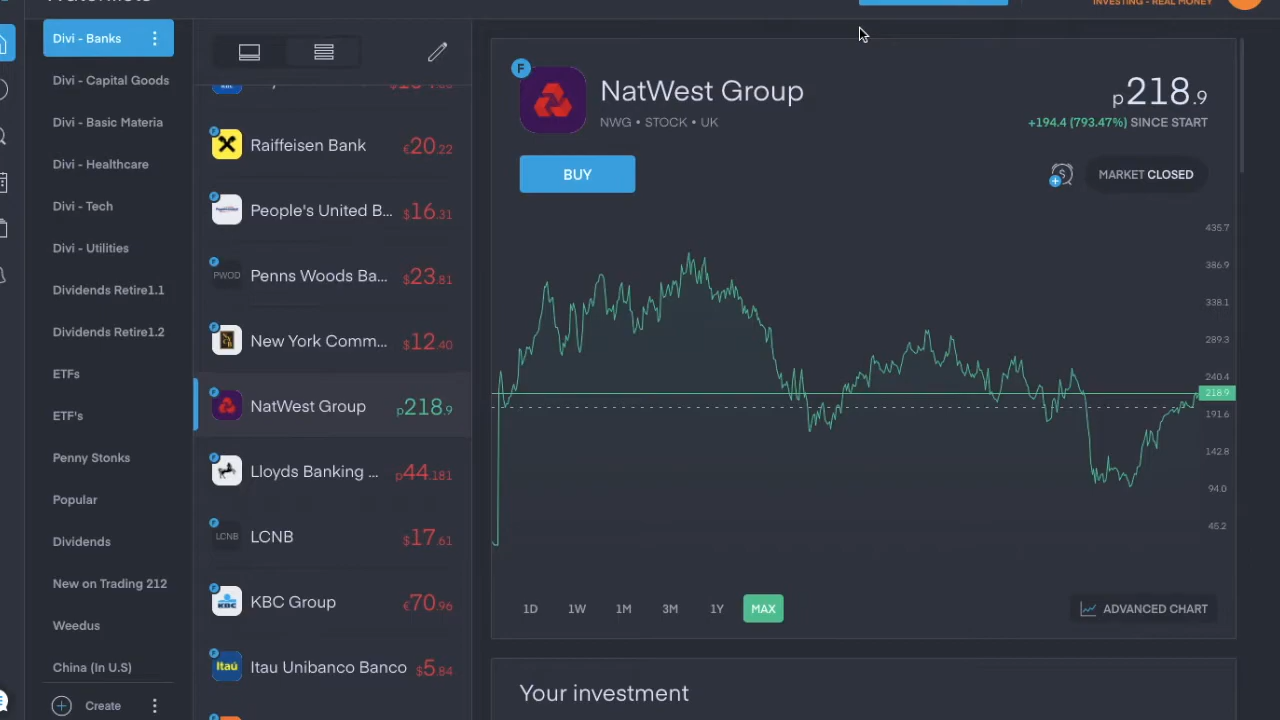 INVESTING - REAL MONEY
Divi - Banks
Divi - Capital Goods
Divi - Basic Materia
Divi - Healthcare
Divi - Tech
Divi - Utilities
Dividends Retire1.1
Dividends Retire1.2
ETFs
ETF's
Penny Stonks
Popular
Dividends
New on Trading 212
Weedus
China (In U.S)
Create
Raiffeisen Bank €20.22
People's United B... $16.31
PWOD Penns Woods Ba... $23.81
New York Comm... $12.40
NatWest Group p218.9
Lloyds Banking ... p44.181
LCNB LCNB $17.61
KBC KBC Group €70.96
Itaú Itau Unibanco Banco $5.84
F
NatWest Group
NWG • STOCK • UK
p218.9
+194.4 (793.47%) SINCE START
BUY
MARKET CLOSED
435.7
386.9
338.1
289.3
240.4
218.9
191.6
142.8
94.0
45.2
1D 1W 1M 3M 1Y MAX
ADVANCED CHART
Your investment